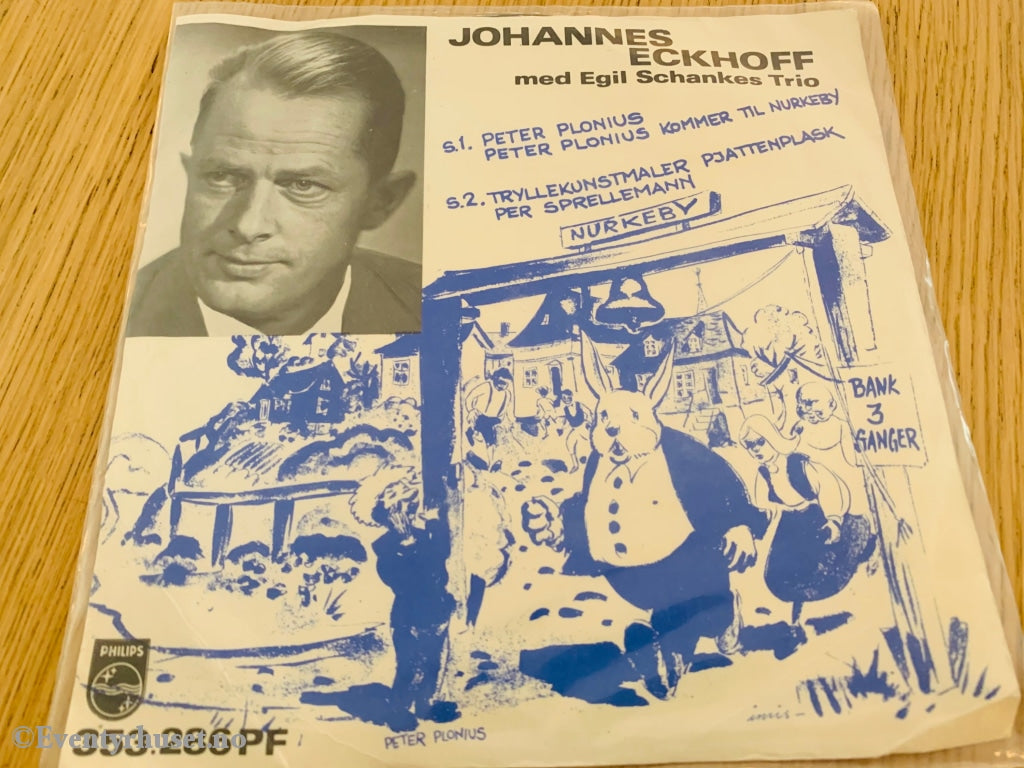 JOHANNES
ECKHOFF
med Egil Schankes Trio
s.1. PETER PLONIUS
PETER PLONIUS KOMMER TIL NURKEBY
s.2. TRYLLEKUNSTMALER PJATTENPLASK
PER SPRELLEMANN
NURKEBY
BANK
3
GANGER
PHILIPS
©Eventyrhuset.no
PF
PETER PLONIUS